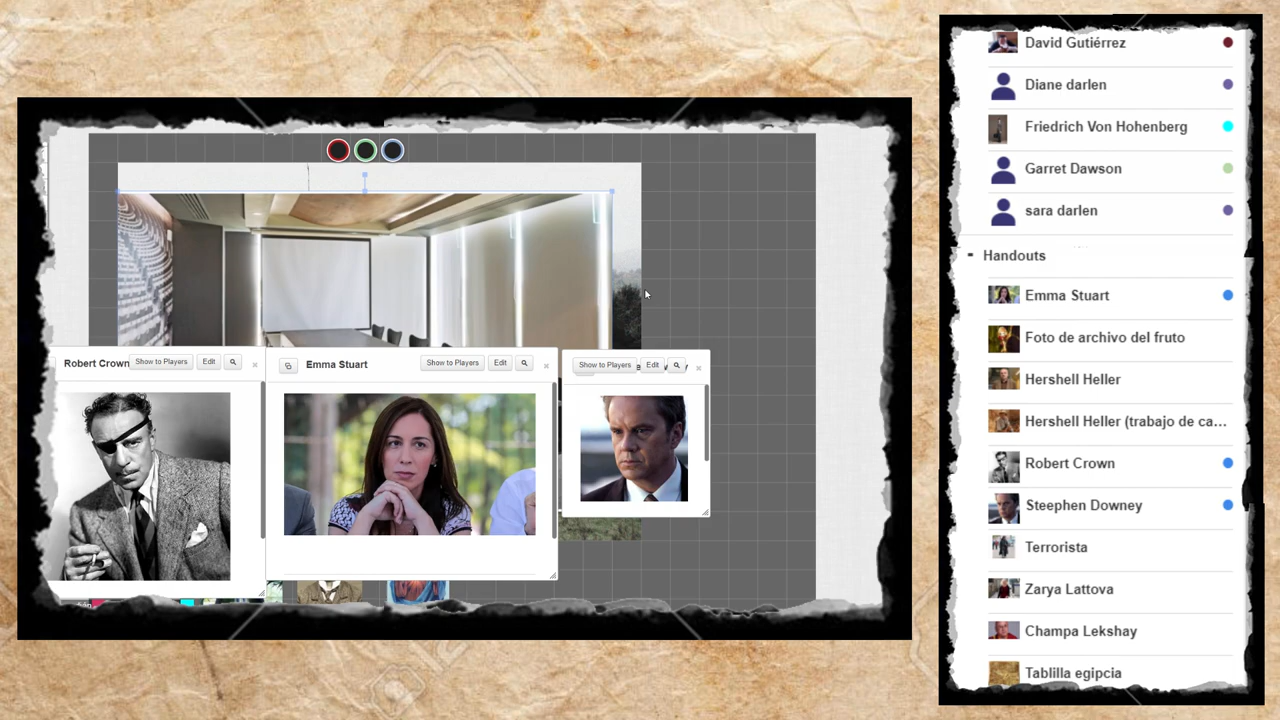 Robert Crown
Show to Players
Edit
Emma Stuart
Show to Players
Edit
Show to Players
Edit
David Gutiérrez
Diane darlen
Friedrich Von Hohenberg
Garret Dawson
sara darlen
Handouts
Emma Stuart
Foto de archivo del fruto
Hershell Heller
Hershell Heller (trabajo de ca...
Robert Crown
Steephen Downey
Terrorista
Zarya Lattova
Champa Lekshay
Tablilla egipcia